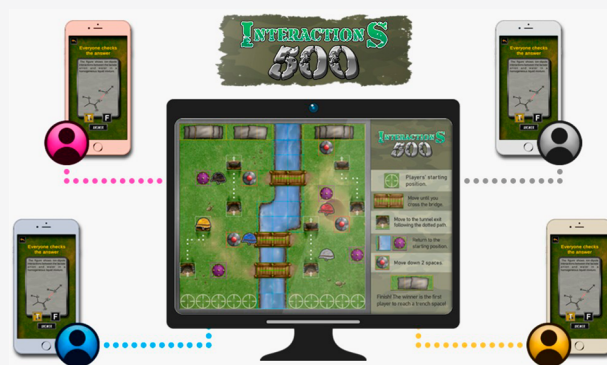 INTERACTIONS
500
Everyone checks
the answer
Everyone checks
the answer
INTERACTIONS
500
Players' starting
position.
Move until you
cross the bridge.
Move to the tunnel exit
following the dotted path.
Return to the
starting position.
Move down 2 spaces.
Finish! The winner is the first
player to reach a trench space!
Everyone checks
the answer
Everyone checks
the answer